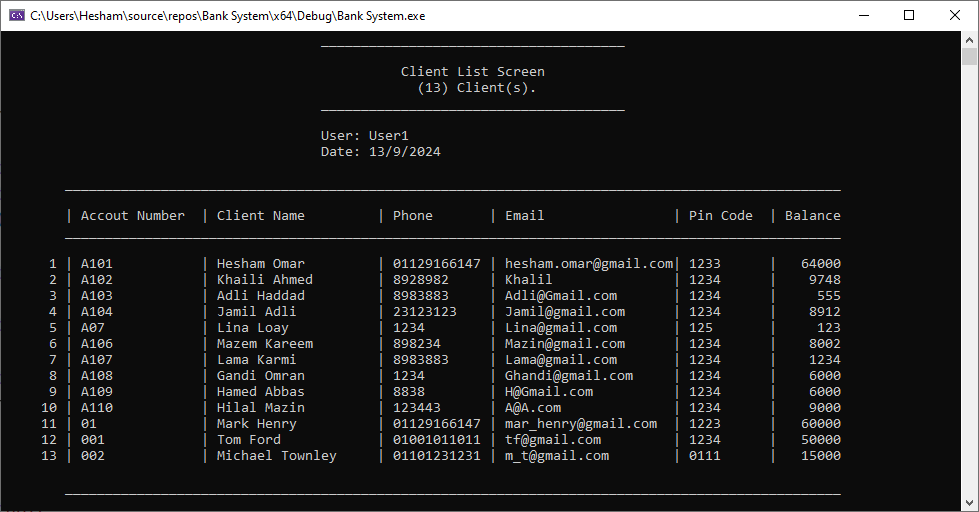 C:\Users\Hesham\source\repos\Bank System\x64\Debug\Bank System.exe
Client List Screen
(13) Client(s).
User: User1
Date: 13/9/2024
| Accout Number | Client Name | Phone | Email | Pin Code | Balance
1 | A101 | Hesham Omar | 01129166147 | hesham.omar@gmail.com| 1233 | 64000
2 | A102 | Khaili Ahmed | 8928982 | Khalil | 1234 | 9748
3 | A103 | Adli Haddad | 8983883 | Adli@Gmail.com | 1234 | 555
4 | A104 | Jamil Adli | 23123123 | Jamil@gmail.com | 1234 | 8912
5 | A07 | Lina Loay | 1234 | Lina@gmail.com | 125 | 123
6 | A106 | Mazem Kareem | 898234 | Mazin@gmail.com | 1234 | 8002
7 | A107 | Lama Karmi | 8983883 | Lama@gmail.com | 1234 | 1234
8 | A108 | Gandi Omran | 1234 | Ghandi@gmail.com | 1234 | 6000
9 | A109 | Hamed Abbas | 8838 | H@Gmail.com | 1234 | 6000
10 | A110 | Hilal Mazin | 123443 | A@A.com | 1234 | 9000
11 | 01 | Mark Henry | 01129166147 | mar_henry@gmail.com | 1223 | 60000
12 | 001 | Tom Ford | 01001011011 | tf@gmail.com | 1234 | 50000
13 | 002 | Michael Townley | 01101231231 | m_t@gmail.com | 0111 | 15000